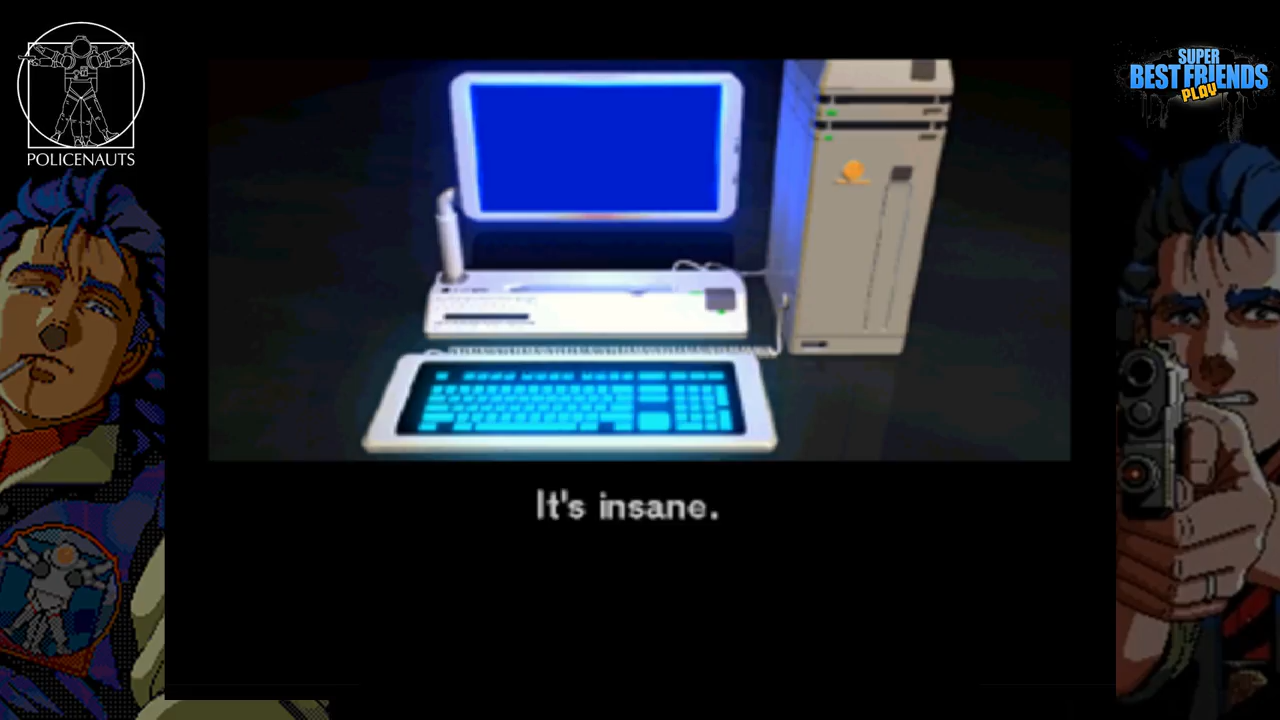 POLICENAUTS
SUPER
BEST FRIENDS
PLAY
It's insane.